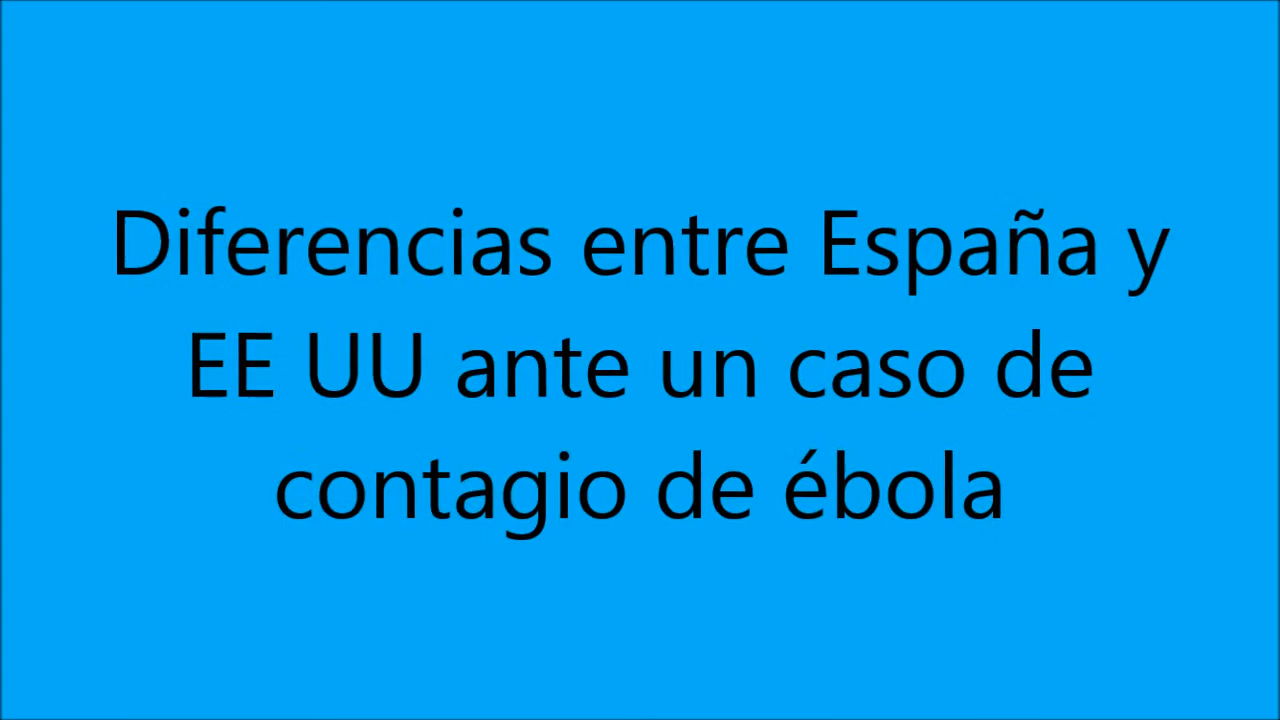 Diferencias entre España y
EE UU ante un caso de
contagio de ébola